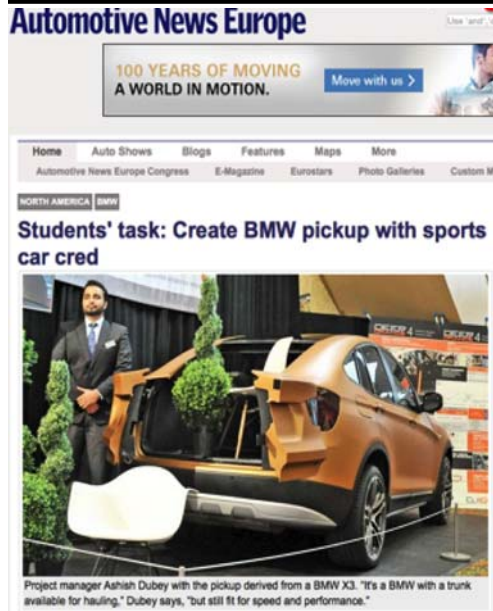 Automotive News Europe
100 YEARS OF MOVING
A WORLD IN MOTION.
Move with us >
Home Auto Shows Blogs Features Maps More
Automotive News Europe Congress E-Magazine Eurostars Photo Galleries Custom M
NORTH AMERICA BMW
Students' task: Create BMW pickup with sports
car cred
Project manager Ashish Dubey with the pickup derived from a BMW X3. "It's a BMW with a trunk
available for hauling," Dubey says, "but still fit for speed and performance."